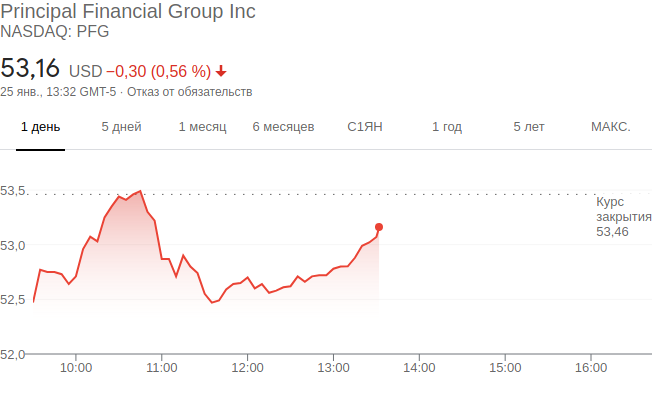 Principal Financial Group Inc
NASDAQ: PFG
53,16 USD −0,30 (0,56 %)
25 янв., 13:32 GMT-5 · Отказ от обязательств
1 день 5 дней 1 месяц 6 месяцев С1ЯН 1 год 5 лет МАКС.
53,5
Курс
закрытия
53,46
53,0
52,5
52,0
10:00 11:00 12:00 13:00 14:00 15:00 16:00